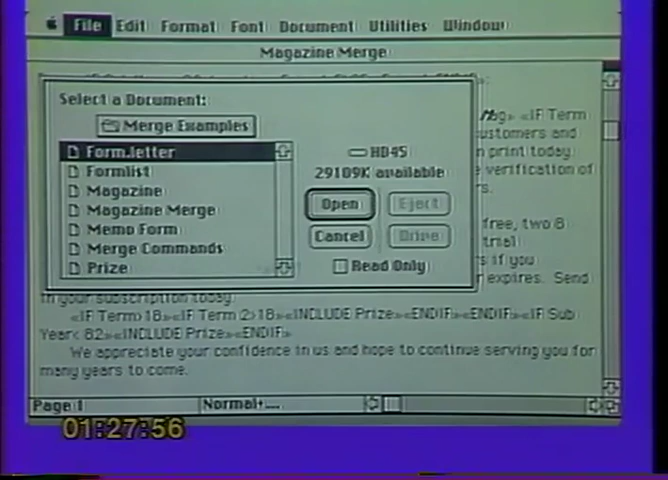 File Edit Format Font Document Utilities Window
Magazine Merge
Select a Document:
Merge Examples
Form.letter
Formlist
Magazine
Magazine Merge
Memo Form
Merge Commands
Prize
HD45
29109K available
Open
Eject
Cancel
Drive
Read Only
«IF Term
ustomers and
n print today
e verification of
s.
free, two 8
trial
s if you
r expires. Send
in your subscription today.
«IF Term>18»«IF Term 2>18»«INCLUDE Prize»«ENDIF»«ENDIF»«IF Sub
Year< 82»«INCLUDE Prize»«ENDIF»
We appreciate your confidence in us and hope to continue serving you for
many years to come.
Page 1
Normal+....
01:27:56